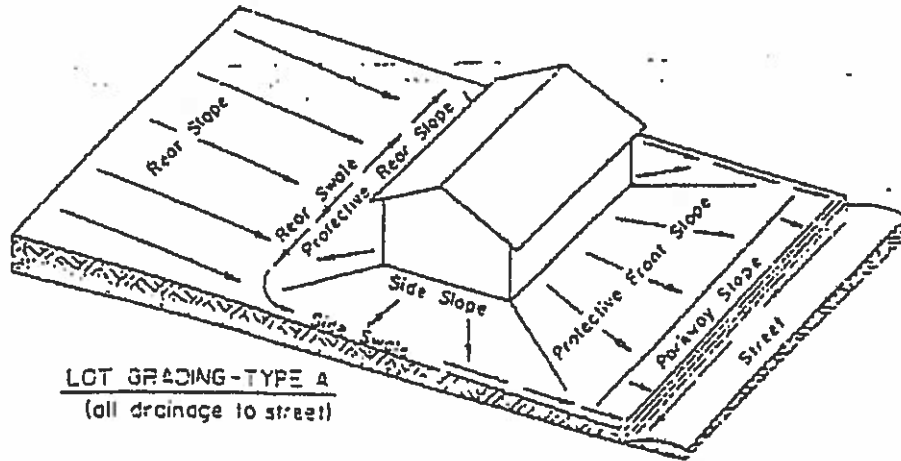 Rear Slope
Rear Swale
Protective Rear Slope
Side Slope
Side Swale
Protective Front Slope
Parkway Slope
Street
LOT GRADING-TYPE A
(all drainage to street)